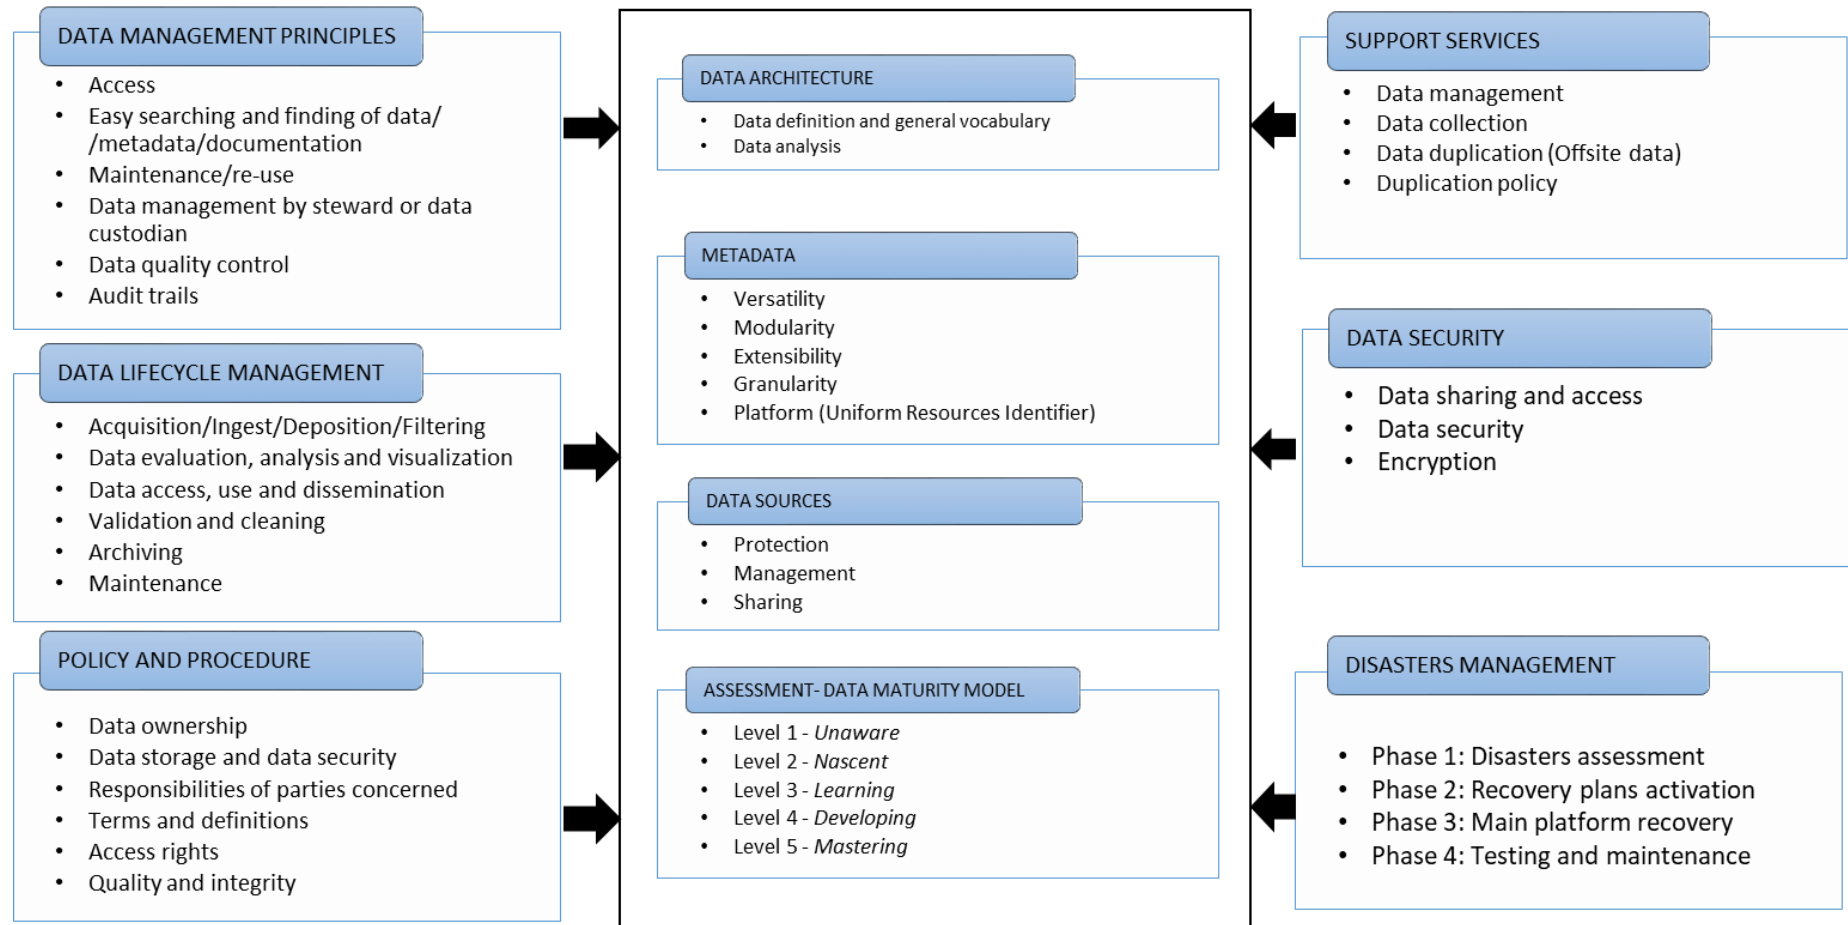 DATA MANAGEMENT PRINCIPLES
• Access
• Easy searching and finding of data/
/metadata/documentation
• Maintenance/re-use
• Data management by steward or data
custodian
• Data quality control
• Audit trails
DATA LIFECYCLE MANAGEMENT
• Acquisition/Ingest/Deposition/Filtering
• Data evaluation, analysis and visualization
• Data access, use and dissemination
• Validation and cleaning
• Archiving
• Maintenance
POLICY AND PROCEDURE
• Data ownership
• Data storage and data security
• Responsibilities of parties concerned
• Terms and definitions
• Access rights
• Quality and integrity
DATA ARCHITECTURE
• Data definition and general vocabulary
• Data analysis
METADATA
• Versatility
• Modularity
• Extensibility
• Granularity
• Platform (Uniform Resources Identifier)
DATA SOURCES
• Protection
• Management
• Sharing
ASSESSMENT- DATA MATURITY MODEL
• Level 1 - Unaware
• Level 2 - Nascent
• Level 3 - Learning
• Level 4 - Developing
• Level 5 - Mastering
SUPPORT SERVICES
• Data management
• Data collection
• Data duplication (Offsite data)
• Duplication policy
DATA SECURITY
• Data sharing and access
• Data security
• Encryption
DISASTERS MANAGEMENT
• Phase 1: Disasters assessment
• Phase 2: Recovery plans activation
• Phase 3: Main platform recovery
• Phase 4: Testing and maintenance